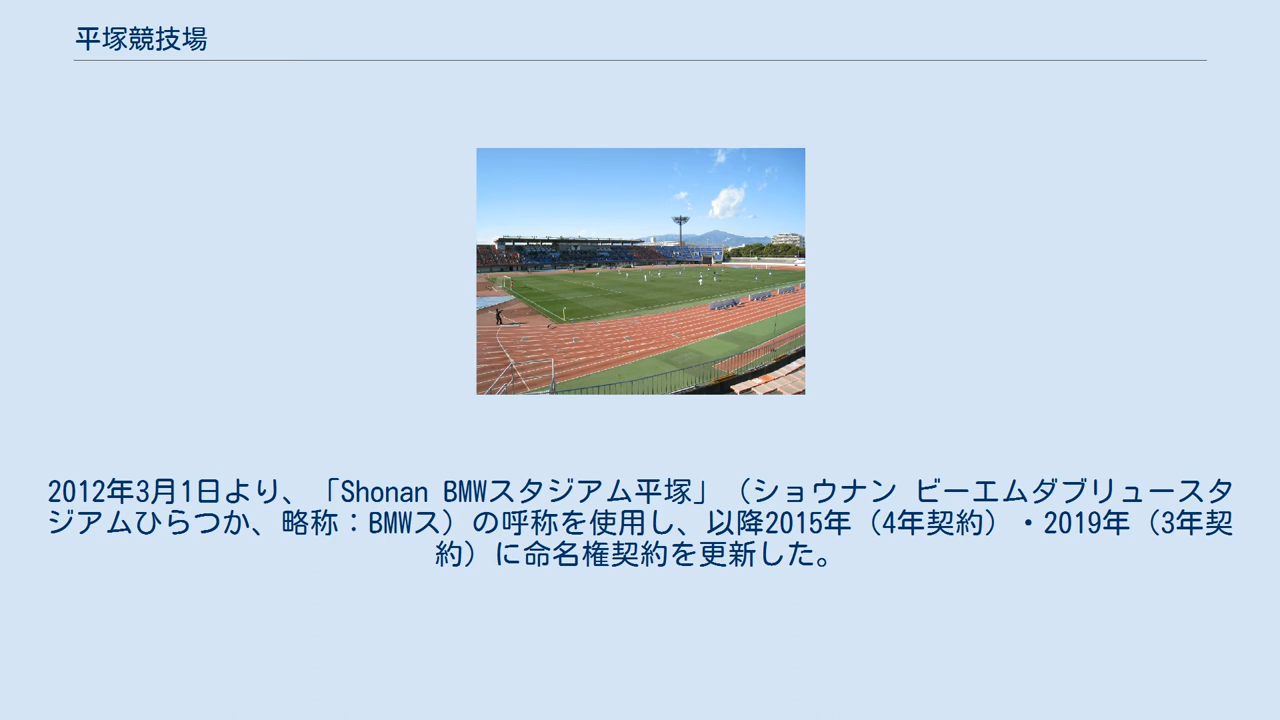 平塚競技場
2012年3月1日より、「Shonan BMWスタジアム平塚」（ショウナン ビーエムダブリュースタ
ジアムひらつか、略称：BMWス）の呼称を使用し、以降2015年（4年契約）・2019年（3年契
約）に命名権契約を更新した。